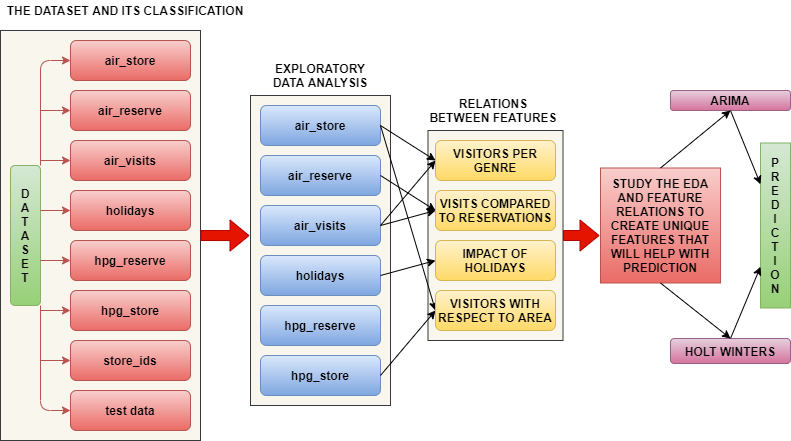 THE DATASET AND ITS CLASSIFICATION
DATASET
air_store
air_reserve
air_visits
holidays
hpg_reserve
hpg_store
store_ids
test data
EXPLORATORY
DATA ANALYSIS
air_store
air_reserve
air_visits
holidays
hpg_reserve
hpg_store
RELATIONS
BETWEEN FEATURES
VISITORS PER
GENRE
VISITS COMPARED
TO RESERVATIONS
IMPACT OF
HOLIDAYS
VISITORS WITH
RESPECT TO AREA
STUDY THE EDA
AND FEATURE
RELATIONS TO
CREATE UNIQUE
FEATURES THAT
WILL HELP WITH
PREDICTION
ARIMA
HOLT WINTERS
PREDICTION